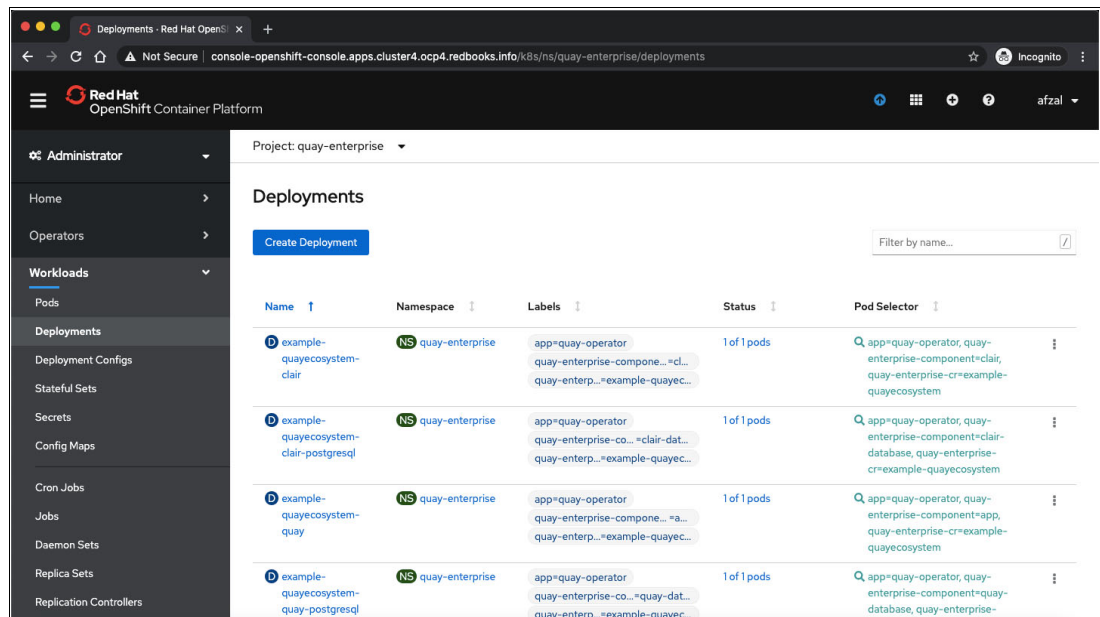 Deployments · Red Hat OpenSh
Not Secure
console-openshift-console.apps.cluster4.ocp4.redbooks.info/k8s/ns/quay-enterprise/deployments
Incognito
Red Hat
OpenShift Container Platform
afzal
Administrator
Project: quay-enterprise
Home
Operators
Workloads
Pods
Deployments
Deployment Configs
Stateful Sets
Secrets
Config Maps
Cron Jobs
Jobs
Daemon Sets
Replica Sets
Replication Controllers
Deployments
Create Deployment
Filter by name...
/
Name Namespace Labels Status Pod Selector
D example-
quayecosystem-
clair
NS quay-enterprise
app=quay-operator
quay-enterprise-compone... =cl...
quay-enterp...=example-quayec...
1 of 1 pods
app=quay-operator, quay-
enterprise-component=clair,
quay-enterprise-cr=example-
quayecosystem
D example-
quayecosystem-
clair-postgresql
NS quay-enterprise
app=quay-operator
quay-enterprise-co... =clair-dat...
quay-enterp...=example-quayec...
1 of 1 pods
app=quay-operator, quay-
enterprise-component=clair-
database, quay-enterprise-
cr=example-quayecosystem
D example-
quayecosystem-
quay
NS quay-enterprise
app=quay-operator
quay-enterprise-compone... =a...
quay-enterp...=example-quayec...
1 of 1 pods
app=quay-operator, quay-
enterprise-component=app,
quay-enterprise-cr=example-
quayecosystem
D example-
quayecosystem-
quay-postgresql
NS quay-enterprise
app=quay-operator
quay-enterprise-co...=quay-dat...
quay-enterp...=example-quayec...
1 of 1 pods
app=quay-operator, quay-
enterprise-component=quay-
database, quay-enterprise-